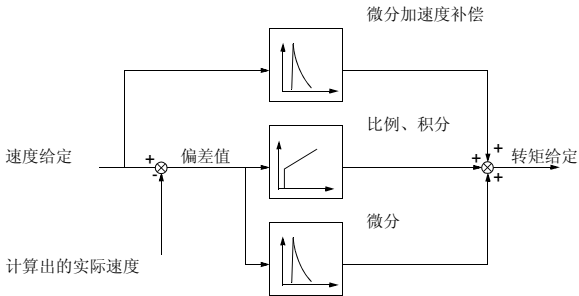 微分加速度补偿
比例、积分
速度给定
+
偏差值
-
+
+
+
转矩给定
微分
计算出的实际速度